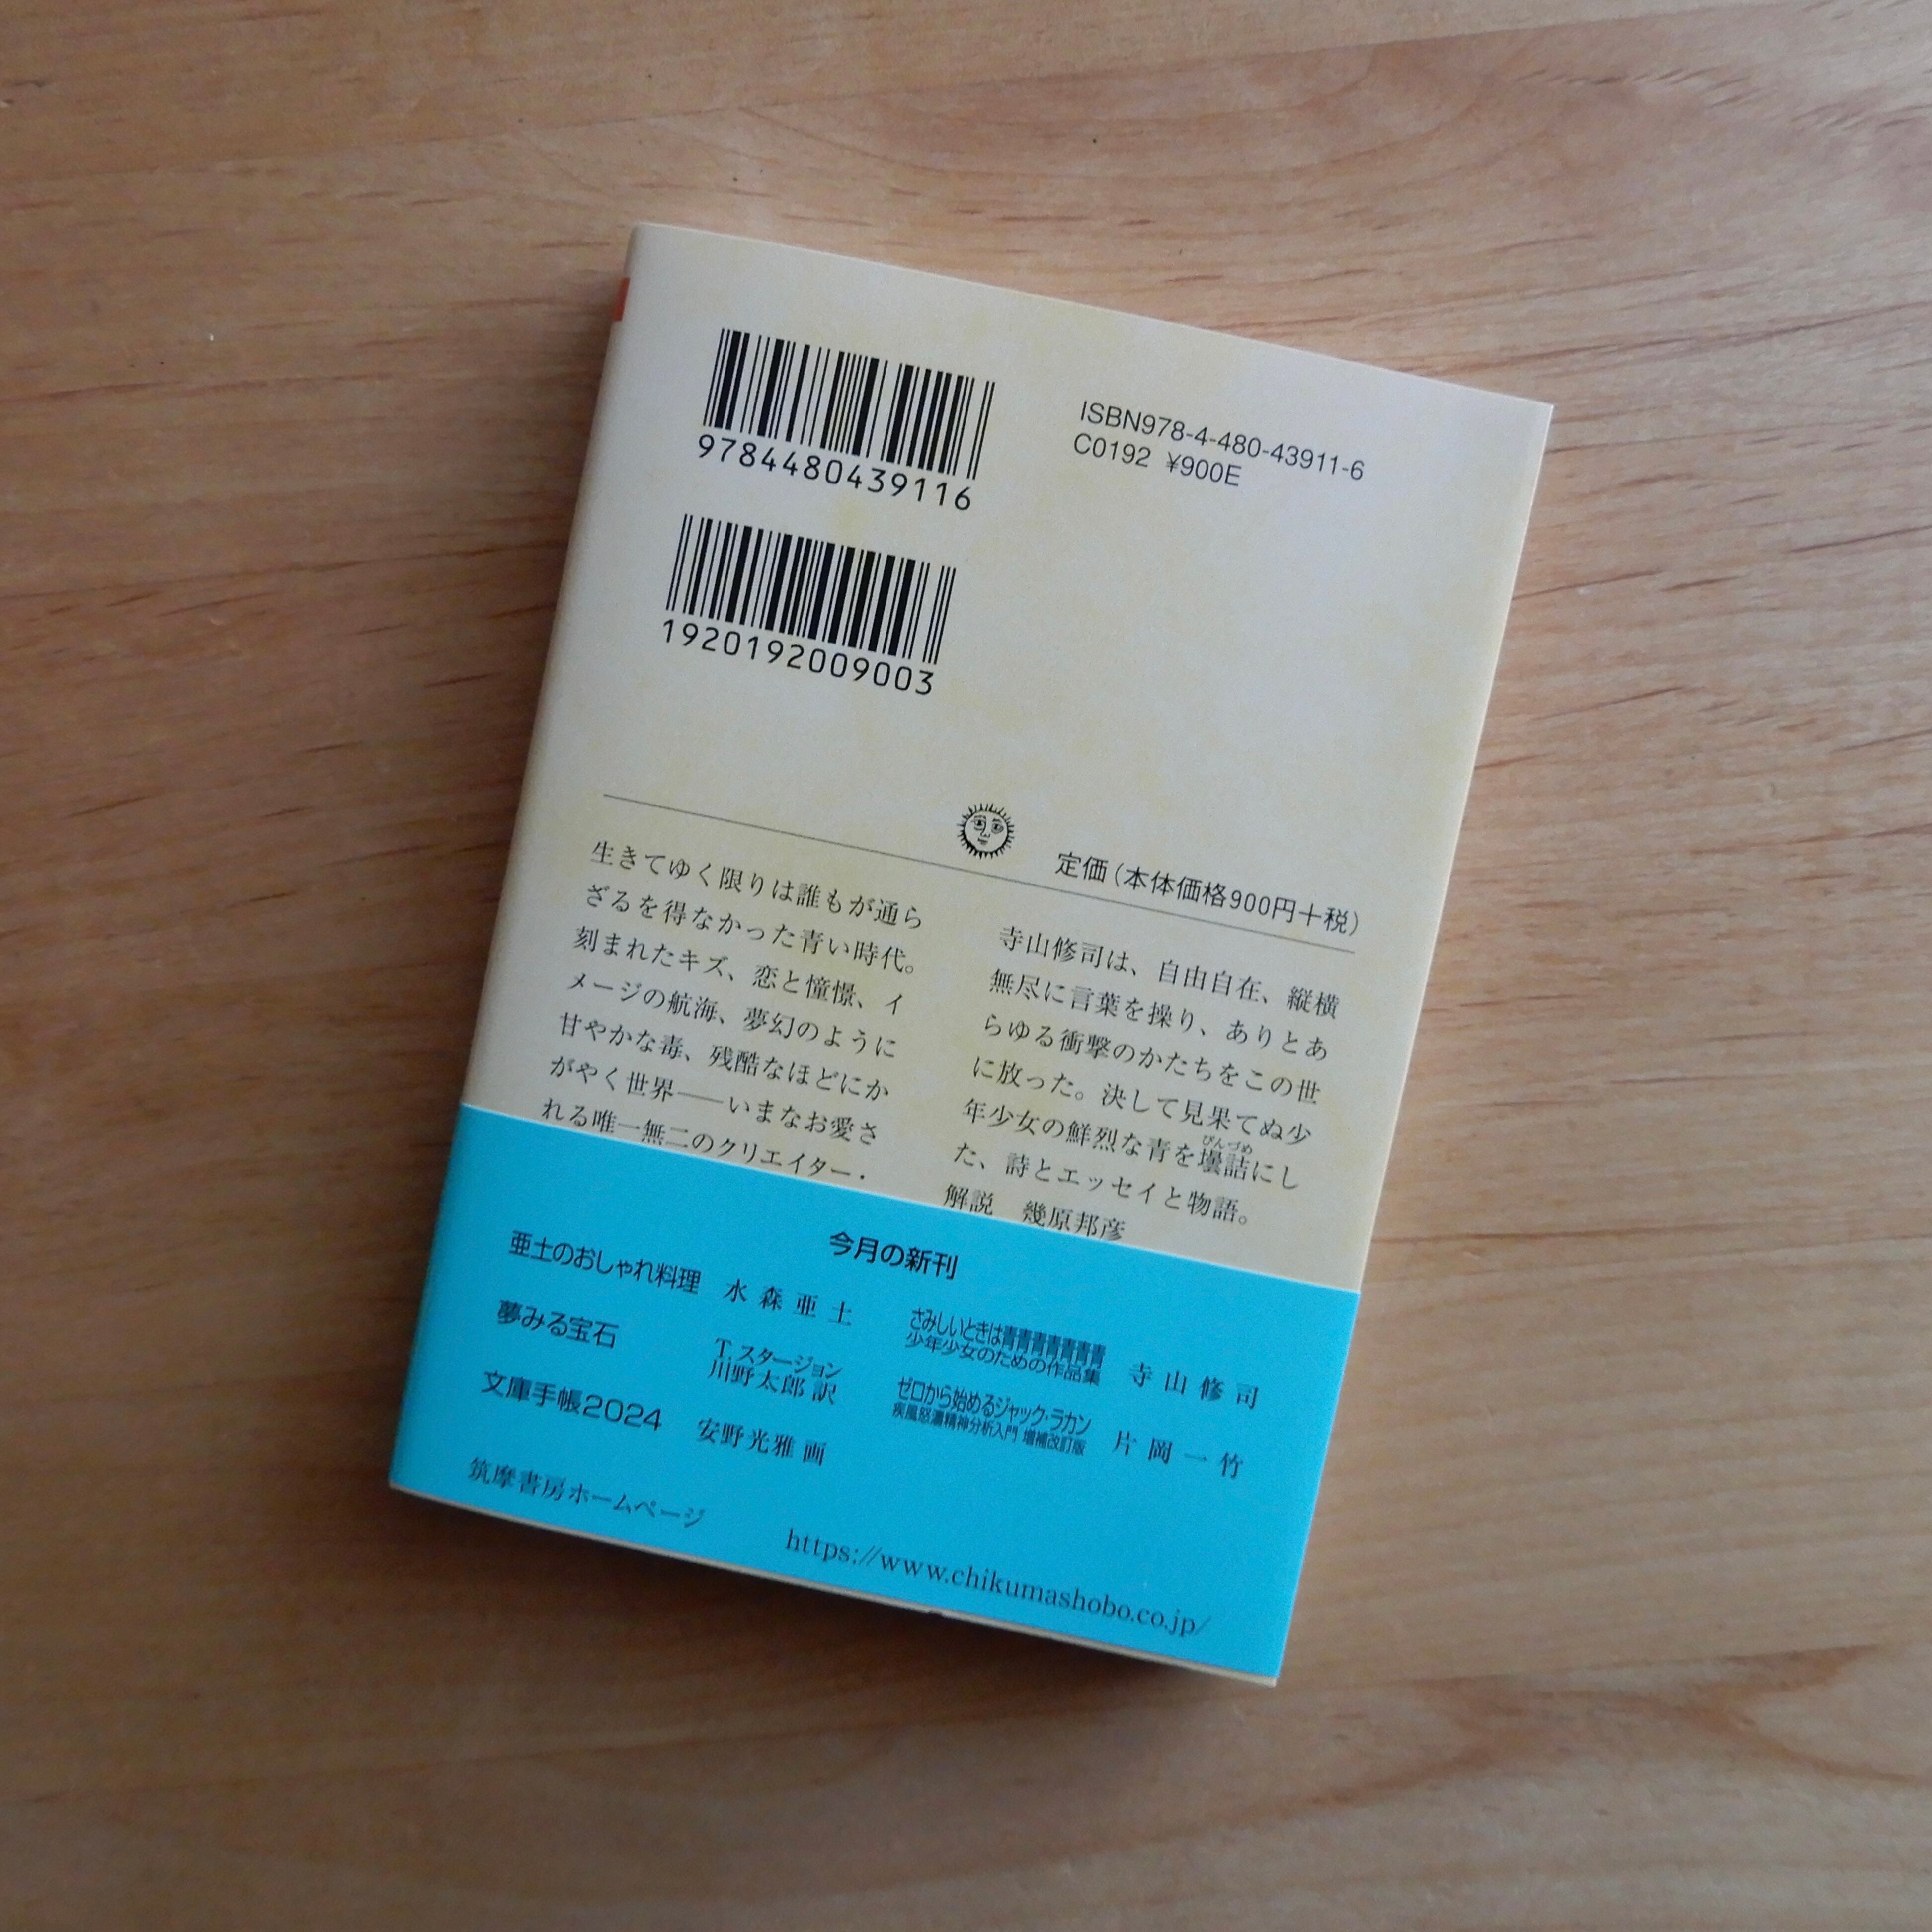 9784480439116
ISBN978-4-480-43911-6
C0192 ¥900E
1920192009003
定価(本体価格900円+税)
生きてゆく限りは誰もが通ら
ざるを得なかった青い時代。
刻まれたキズ、恋と憧憬、イ
メージの航海、夢幻のように
甘やかな毒、残酷なほどにか
がやく世界――いまなお愛さ
れる唯一無二のクリエイター・
寺山修司は、自由自在、縦横
無尽に言葉を操り、ありとあ
らゆる衝撃のかたちをこの世
に放った。決して見果てぬ少
年少女の鮮烈な青を壜詰にし
びんづめ
た、詩とエッセイと物語。
解説 幾原邦彦
今月の新刊
亜土のおしゃれ料理 水森亜土
夢みる宝石 T.スタージョン
川野太郎 訳
文庫手帳2024 安野光雅 画
さみしいときは青青青青青青青
少年少女のための作品集 寺山修司
ゼロから始めるジャック・ラカン
疾風怒濤精神分析入門 増補改訂版 片岡一竹
筑摩書房ホームページ
https://www.chikumashobo.co.jp/